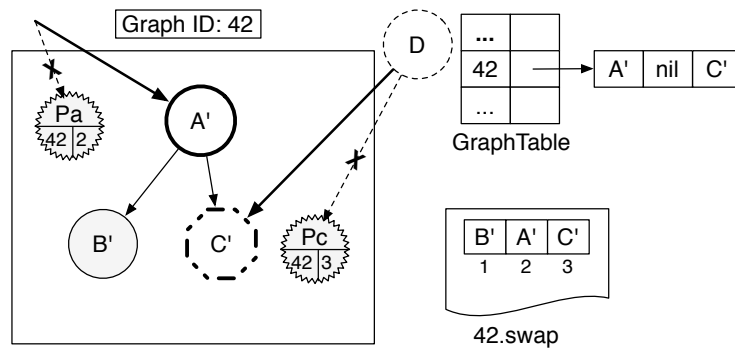 Graph ID: 42
D
...
42
...
GraphTable
A' nil C'
Pa
42 2
A'
B'
C'
Pc
42 3
B' A' C'
1 2 3
42.swap